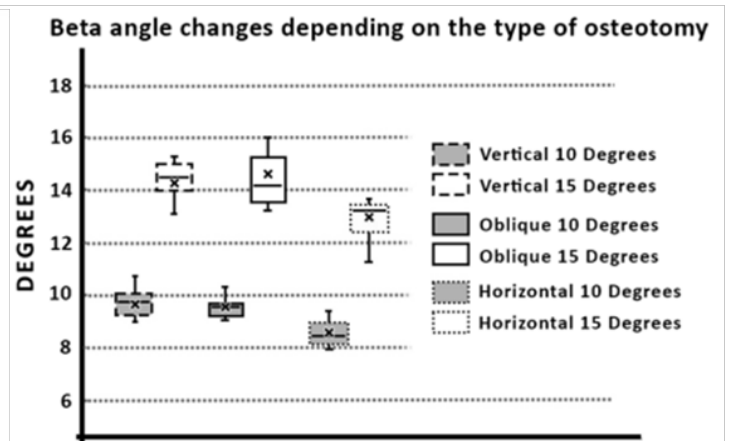 Beta angle changes depending on the type of osteotomy
DEGREES
18
16
14
12
10
8
6
Vertical 10 Degrees
Vertical 15 Degrees
Oblique 10 Degrees
Oblique 15 Degrees
Horizontal 10 Degrees
Horizontal 15 Degrees